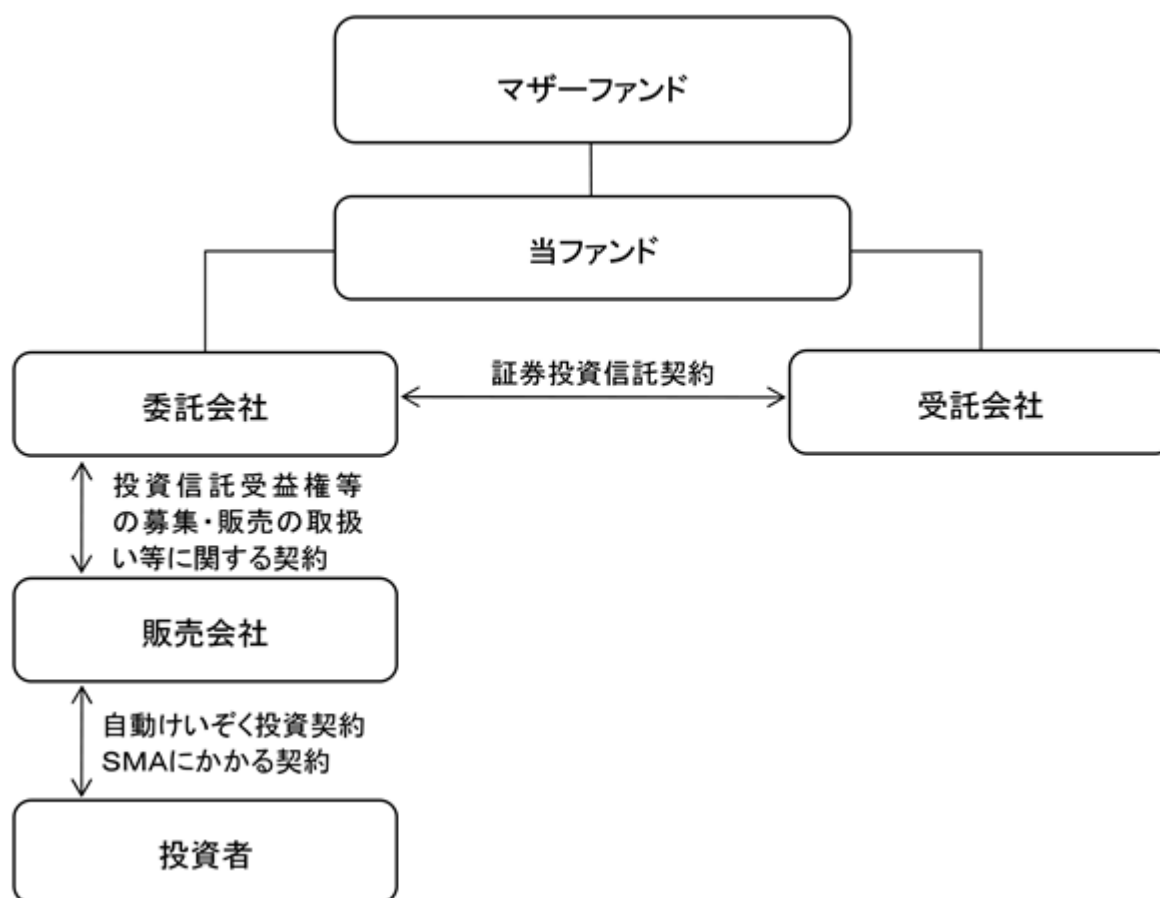 マザーファンド
当ファンド
証券投資信託契約
委託会社
受託会社
投資信託受益権等
の募集・販売の取扱
い等に関する契約
販売会社
自動けいぞく投資契約
SMAにかかる契約
投資者